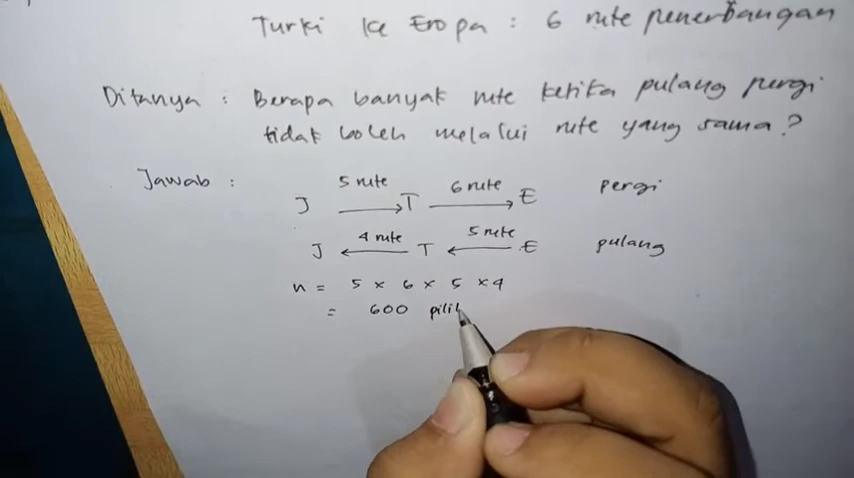 Turki ke Eropa : 6 rute penerbangan
Ditanya : Berapa banyak rute ketika pulang pergi
tidak boleh melalui rute yang sama?
Jawab :
J 5 rute → T 6 rute → E pergi
J ← 4 rute T ← 5 rute E pulang
n = 5 x 6 x 5 x 4
= 600 pilih